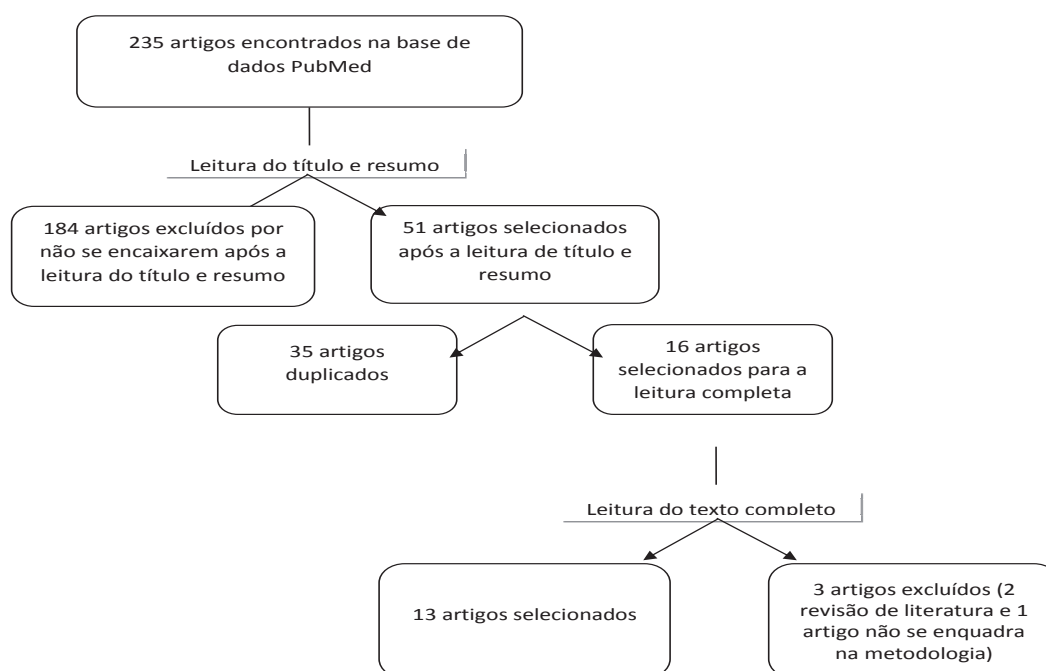 235 artigos encontrados na base de
dados PubMed
Leitura do título e resumo
184 artigos excluídos por
não se encaixarem após a
leitura do título e resumo
51 artigos selecionados
após a leitura de título e
resumo
35 artigos
duplicados
16 artigos
selecionados para a
leitura completa
Leitura do texto completo
13 artigos selecionados
3 artigos excluídos (2
revisão de literatura e 1
artigo não se enquadra
na metodologia)